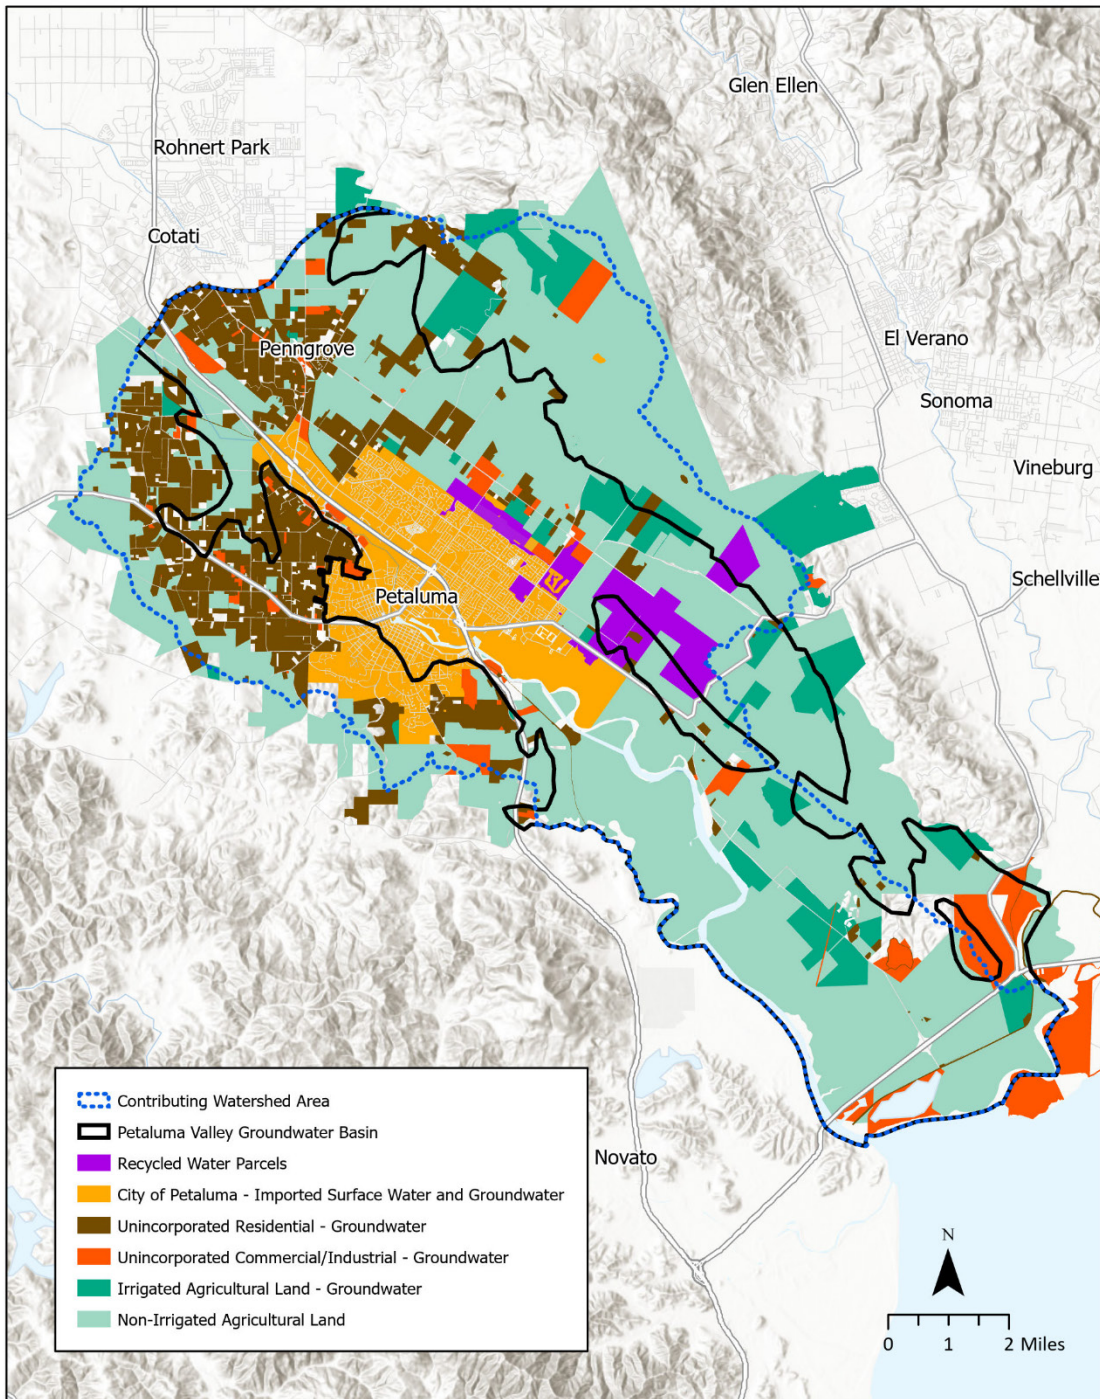 Glen Ellen
Rohnert Park
Cotati
Penngrove
El Verano
Sonoma
Vineburg
Schellville
Petaluma
Novato
Contributing Watershed Area
Petaluma Valley Groundwater Basin
Recycled Water Parcels
City of Petaluma - Imported Surface Water and Groundwater
Unincorporated Residential - Groundwater
Unincorporated Commercial/Industrial - Groundwater
Irrigated Agricultural Land - Groundwater
Non-Irrigated Agricultural Land
N
0 1 2 Miles